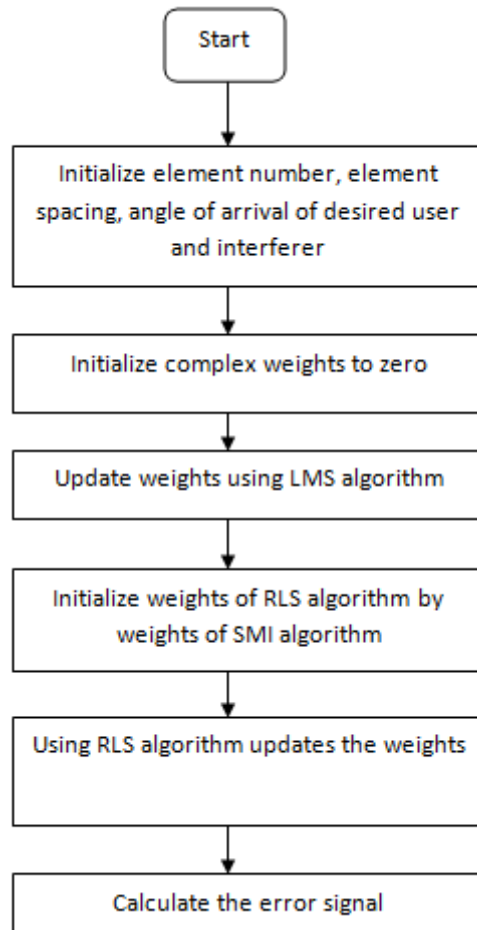 Start
Initialize element number, element
spacing, angle of arrival of desired user
and interferer
Initialize complex weights to zero
Update weights using LMS algorithm
Initialize weights of RLS algorithm by
weights of SMI algorithm
Using RLS algorithm updates the weights
Calculate the error signal